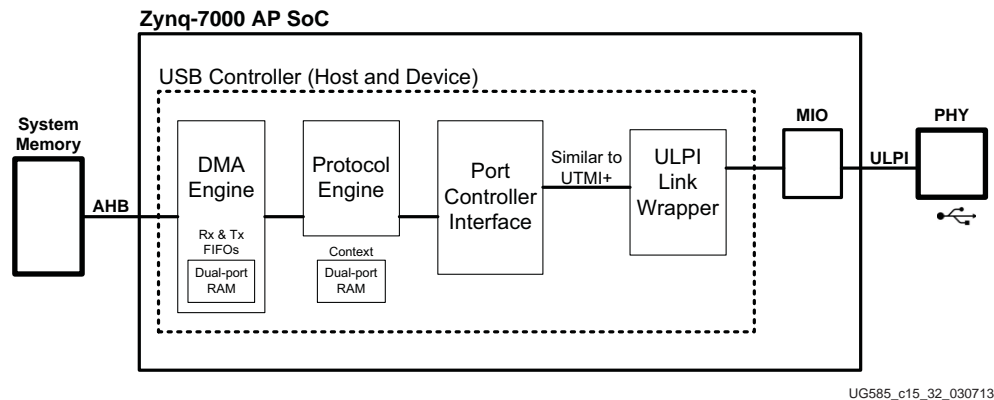 Zynq-7000 AP SoC
USB Controller (Host and Device)
System
Memory
AHB
DMA
Engine
Rx & Tx
FIFOs
Dual-port
RAM
Protocol
Engine
Context
Dual-port
RAM
Port
Controller
Interface
Similar to
UTMI+
ULPI
Link
Wrapper
MIO
ULPI
PHY
UG585_c15_32_030713